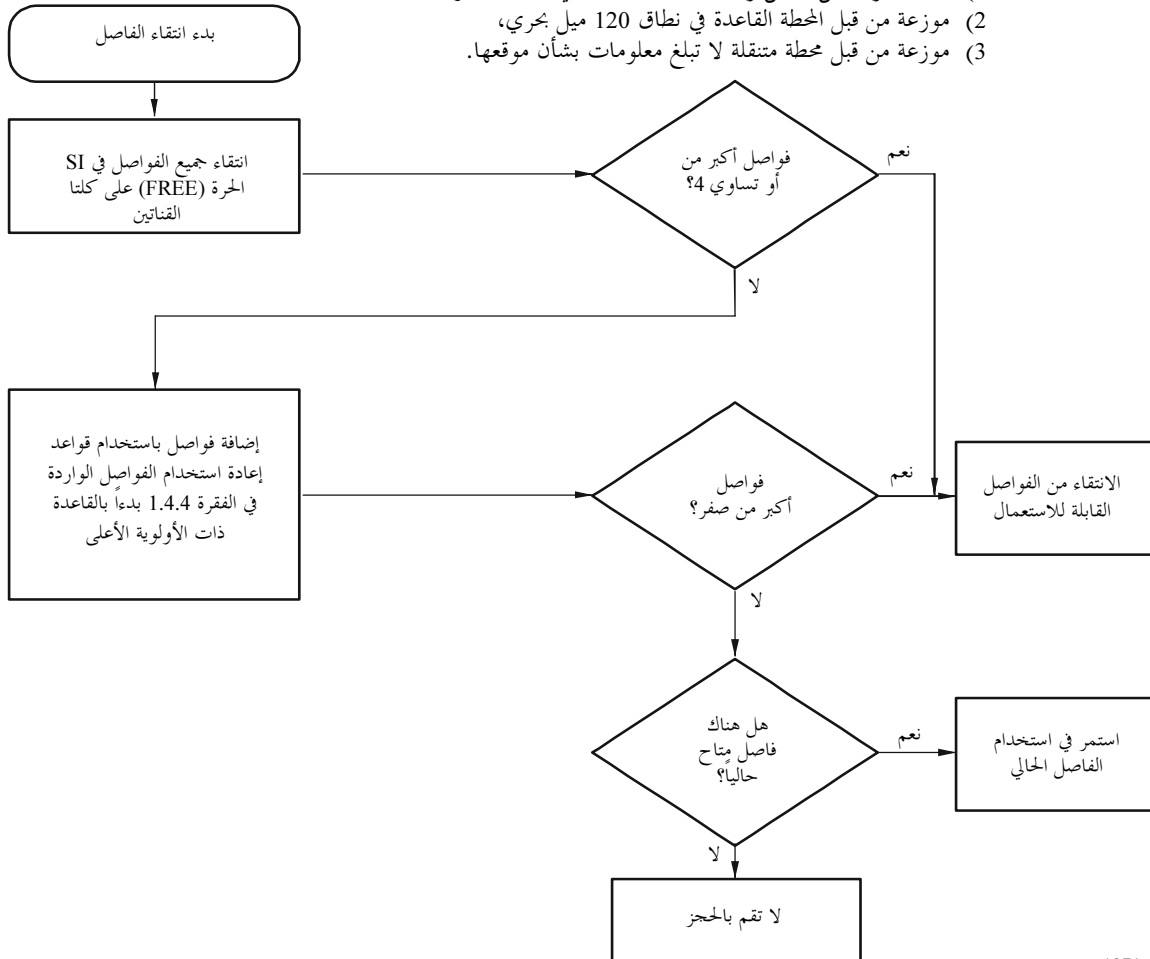 2) موزعة من قبل المحطة القاعدة في نطاق 120 ميل بحري،
3) موزعة من قبل محطة متنقلة لا تبلغ معلومات بشأن موقعها.
بدء انتقاء الفاصل
انتقاء جميع الفواصل في SI
الحرة (FREE) على كلتا
القناتين
فواصل أكبر من
أو تساوي 4؟
نعم
لا
إضافة فواصل باستخدام قواعد
إعادة استخدام الفواصل الواردة
في الفقرة 1.4.4 بدءاً بالقاعدة
ذات الأولوية الأعلى
فواصل
أكبر من صفر؟
نعم
الانتقاء من الفواصل
القابلة للاستعمال
لا
هل هناك
فاصل متاح
حالياً؟
نعم
استمر في استخدام
الفاصل الحالي
لا
لا تقم بالحجز